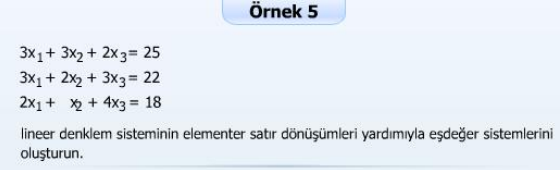 Örnek 5
3x₁ + 3x₂ + 2x₃ = 25
3x₁ + 2x₂ + 3x₃ = 22
2x₁ + x₂ + 4x₃ = 18
lineer denklem sisteminin elementer satır dönüşümleri yardımıyla eşdeğer sistemlerini
oluşturun.